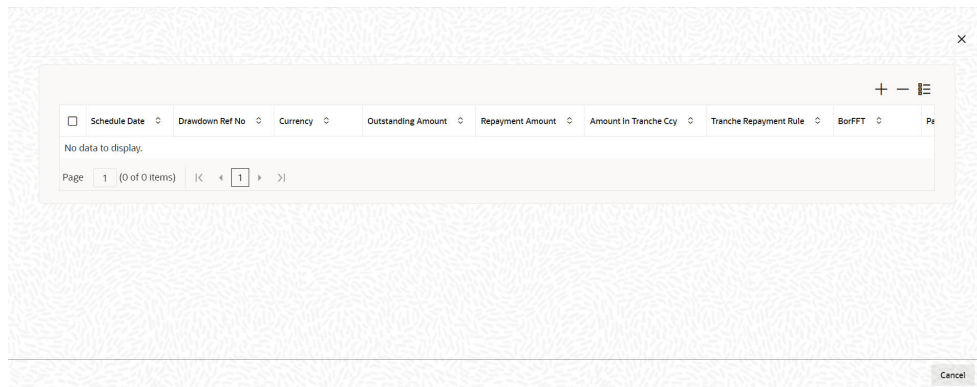 Schedule Date Drawdown Ref No Currency Outstanding Amount Repayment Amount Amount In Tranche Ccy Tranche Repayment Rule BorFFT Pa
No data to display.
Page 1 (0 of 0 items) 1
Cancel